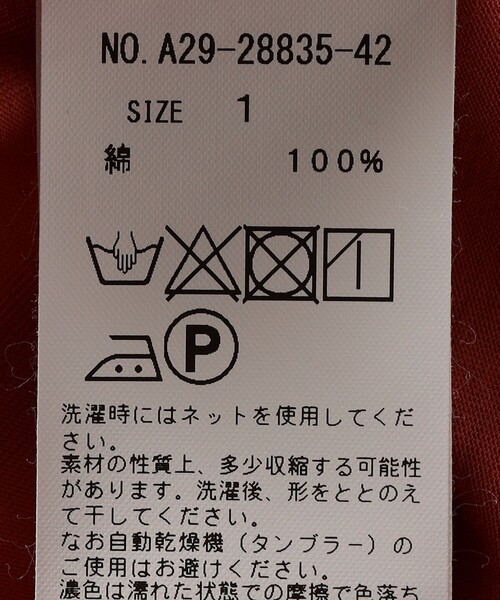 NO. A29-28835-42
SIZE 1
綿 100%
P
洗濯時にはネットを使用してくだ
さい。
素材の性質上、多少収縮する可能性
があります。洗濯後、形をととのえ
て干してください。
なお自動乾燥機（タンブラー）の
ご使用はお避けください。
濃色は濡れた状態での摩擦で色落ち